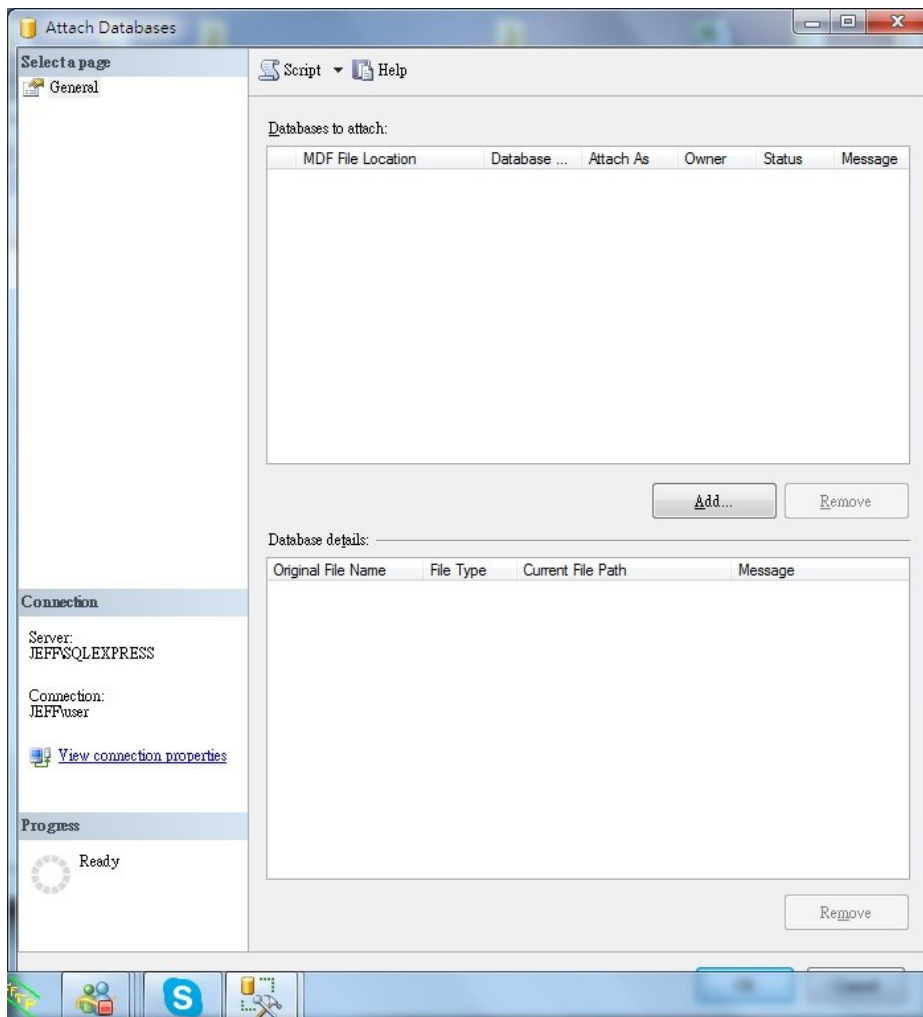 Attach Databases
Select a page
General
Script
Help
Databases to attach:
MDF File Location Database ... Attach As Owner Status Message
Add... Remove
Database details:
Original File Name File Type Current File Path Message
Connection
Server:
JEFF\SQLEXPRESS
Connection:
JEFF\user
View connection properties
Progress
Ready
Remove
S